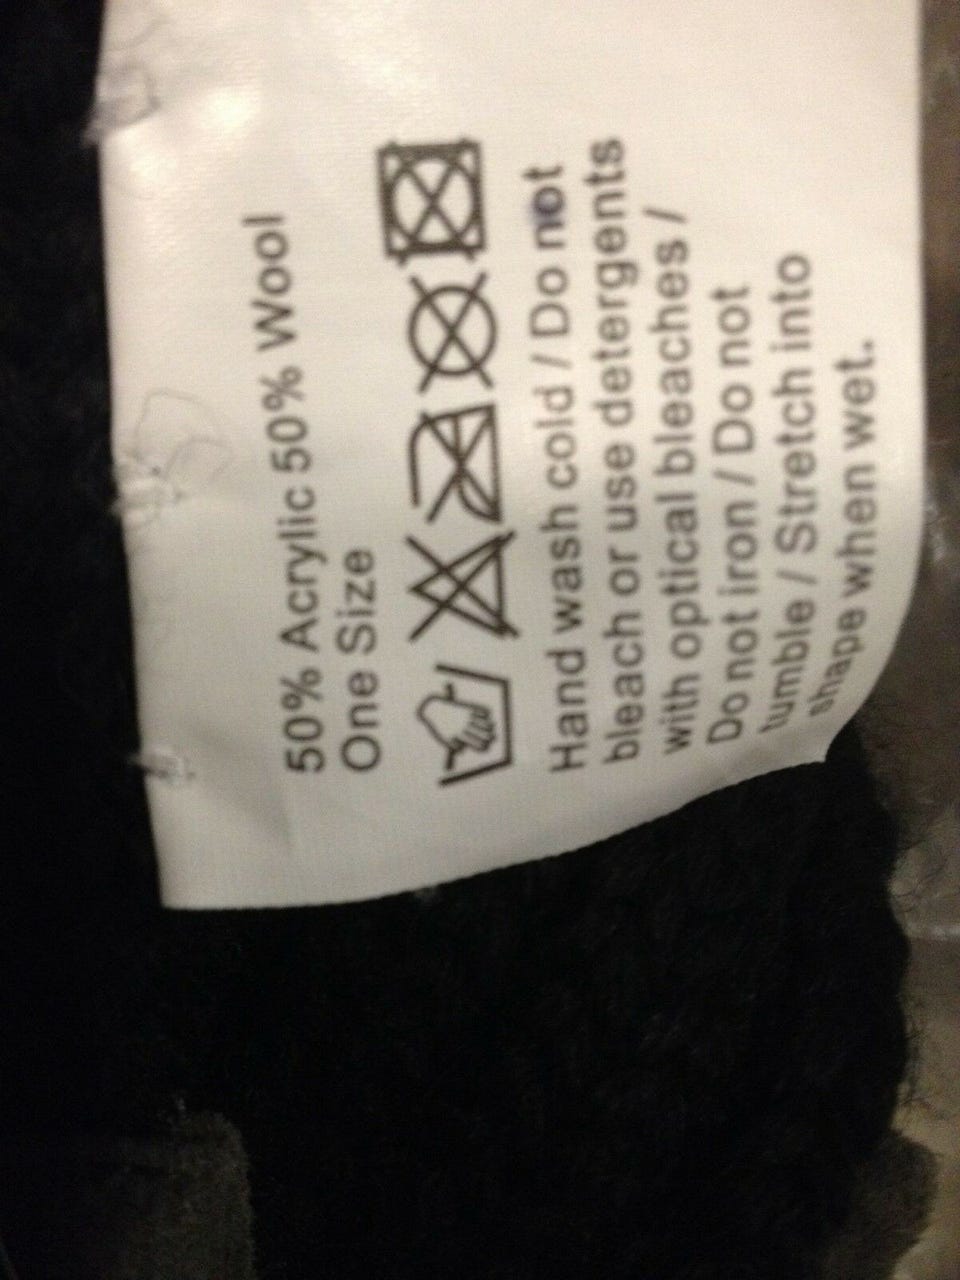 50% Acrylic 50% Wool
One Size
Hand wash cold / Do not
bleach or use detergents
with optical bleaches /
Do not iron / Do not
tumble / Stretch into
shape when wet.